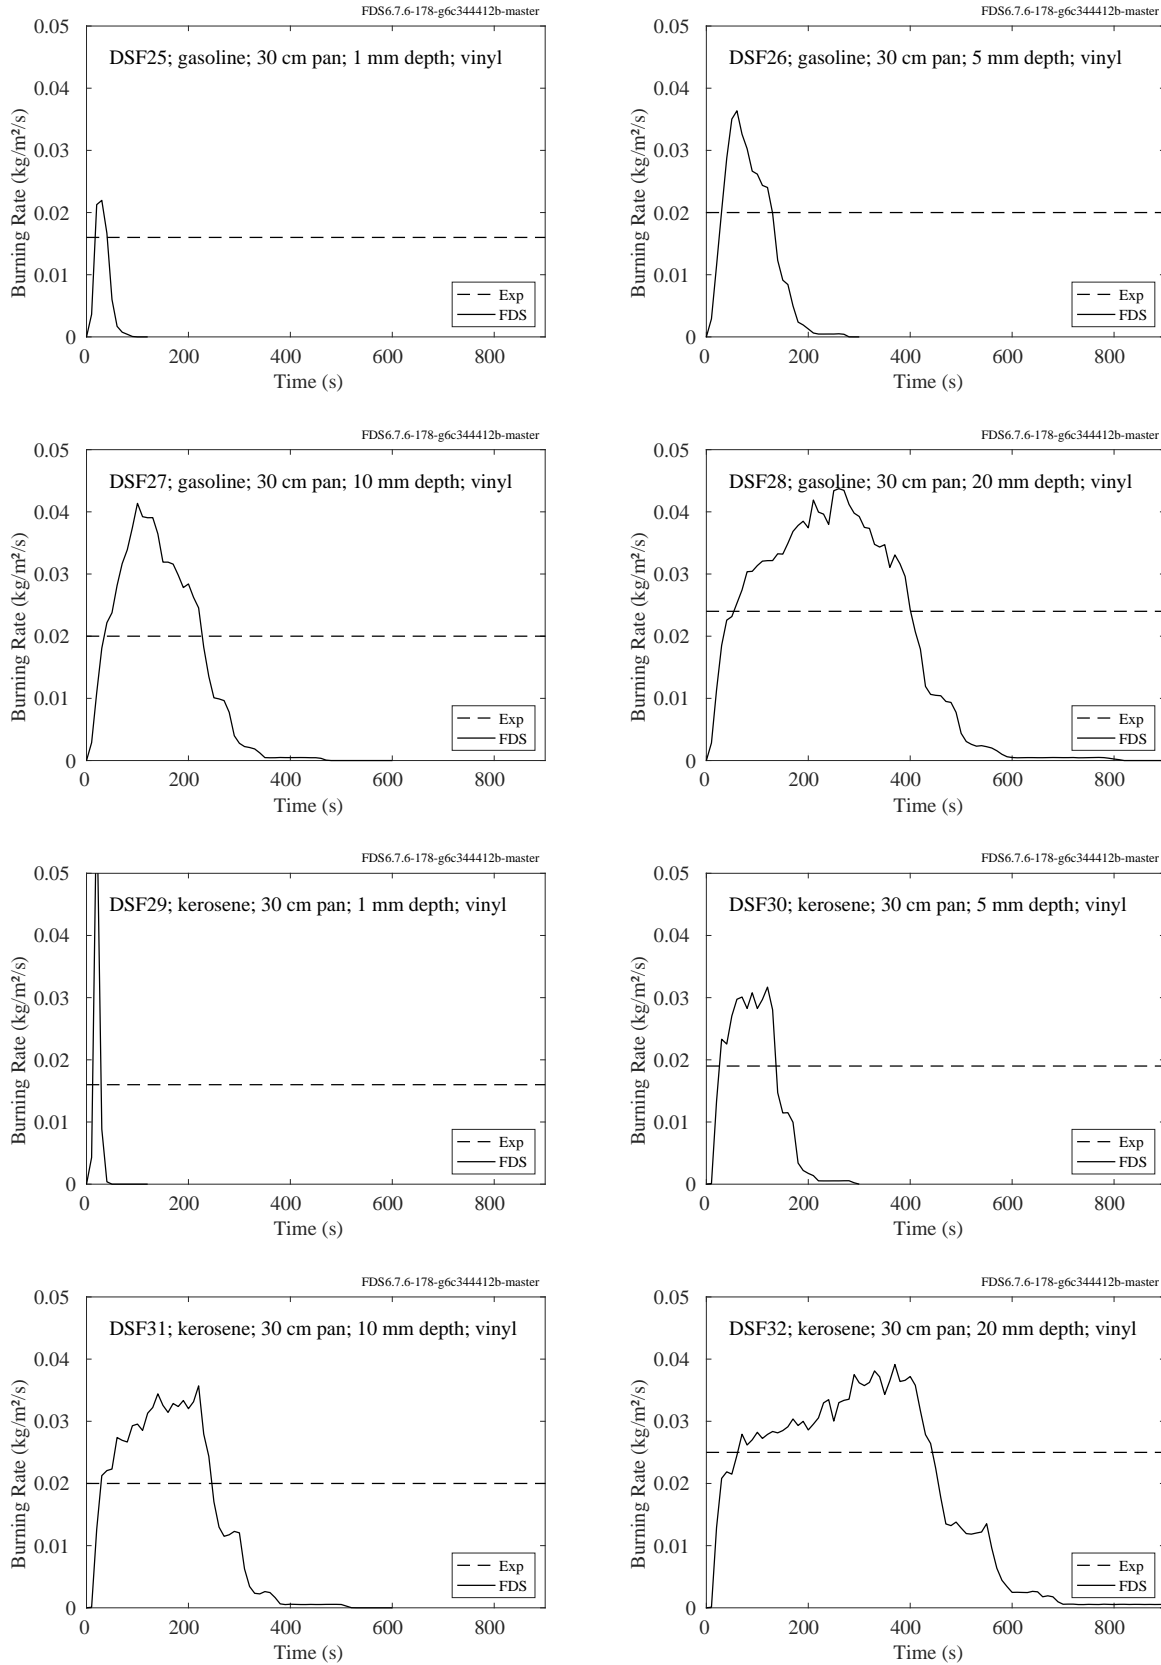 FDS6.7.6-178-g6c344412b-master
DSF25; gasoline; 30 cm pan; 1 mm depth; vinyl
Burning Rate (kg/m²/s)
0.05
0.04
0.03
0.02
0.01
0
Exp
FDS
0 200 400 600 800
Time (s)
FDS6.7.6-178-g6c344412b-master
DSF26; gasoline; 30 cm pan; 5 mm depth; vinyl
Burning Rate (kg/m²/s)
0.05
0.04
0.03
0.02
0.01
0
Exp
FDS
0 200 400 600 800
Time (s)
FDS6.7.6-178-g6c344412b-master
DSF27; gasoline; 30 cm pan; 10 mm depth; vinyl
Burning Rate (kg/m²/s)
0.05
0.04
0.03
0.02
0.01
0
Exp
FDS
0 200 400 600 800
Time (s)
FDS6.7.6-178-g6c344412b-master
DSF28; gasoline; 30 cm pan; 20 mm depth; vinyl
Burning Rate (kg/m²/s)
0.05
0.04
0.03
0.02
0.01
0
Exp
FDS
0 200 400 600 800
Time (s)
FDS6.7.6-178-g6c344412b-master
DSF29; kerosene; 30 cm pan; 1 mm depth; vinyl
Burning Rate (kg/m²/s)
0.05
0.04
0.03
0.02
0.01
0
Exp
FDS
0 200 400 600 800
Time (s)
FDS6.7.6-178-g6c344412b-master
DSF30; kerosene; 30 cm pan; 5 mm depth; vinyl
Burning Rate (kg/m²/s)
0.05
0.04
0.03
0.02
0.01
0
Exp
FDS
0 200 400 600 800
Time (s)
FDS6.7.6-178-g6c344412b-master
DSF31; kerosene; 30 cm pan; 10 mm depth; vinyl
Burning Rate (kg/m²/s)
0.05
0.04
0.03
0.02
0.01
0
Exp
FDS
0 200 400 600 800
Time (s)
FDS6.7.6-178-g6c344412b-master
DSF32; kerosene; 30 cm pan; 20 mm depth; vinyl
Burning Rate (kg/m²/s)
0.05
0.04
0.03
0.02
0.01
0
Exp
FDS
0 200 400 600 800
Time (s)